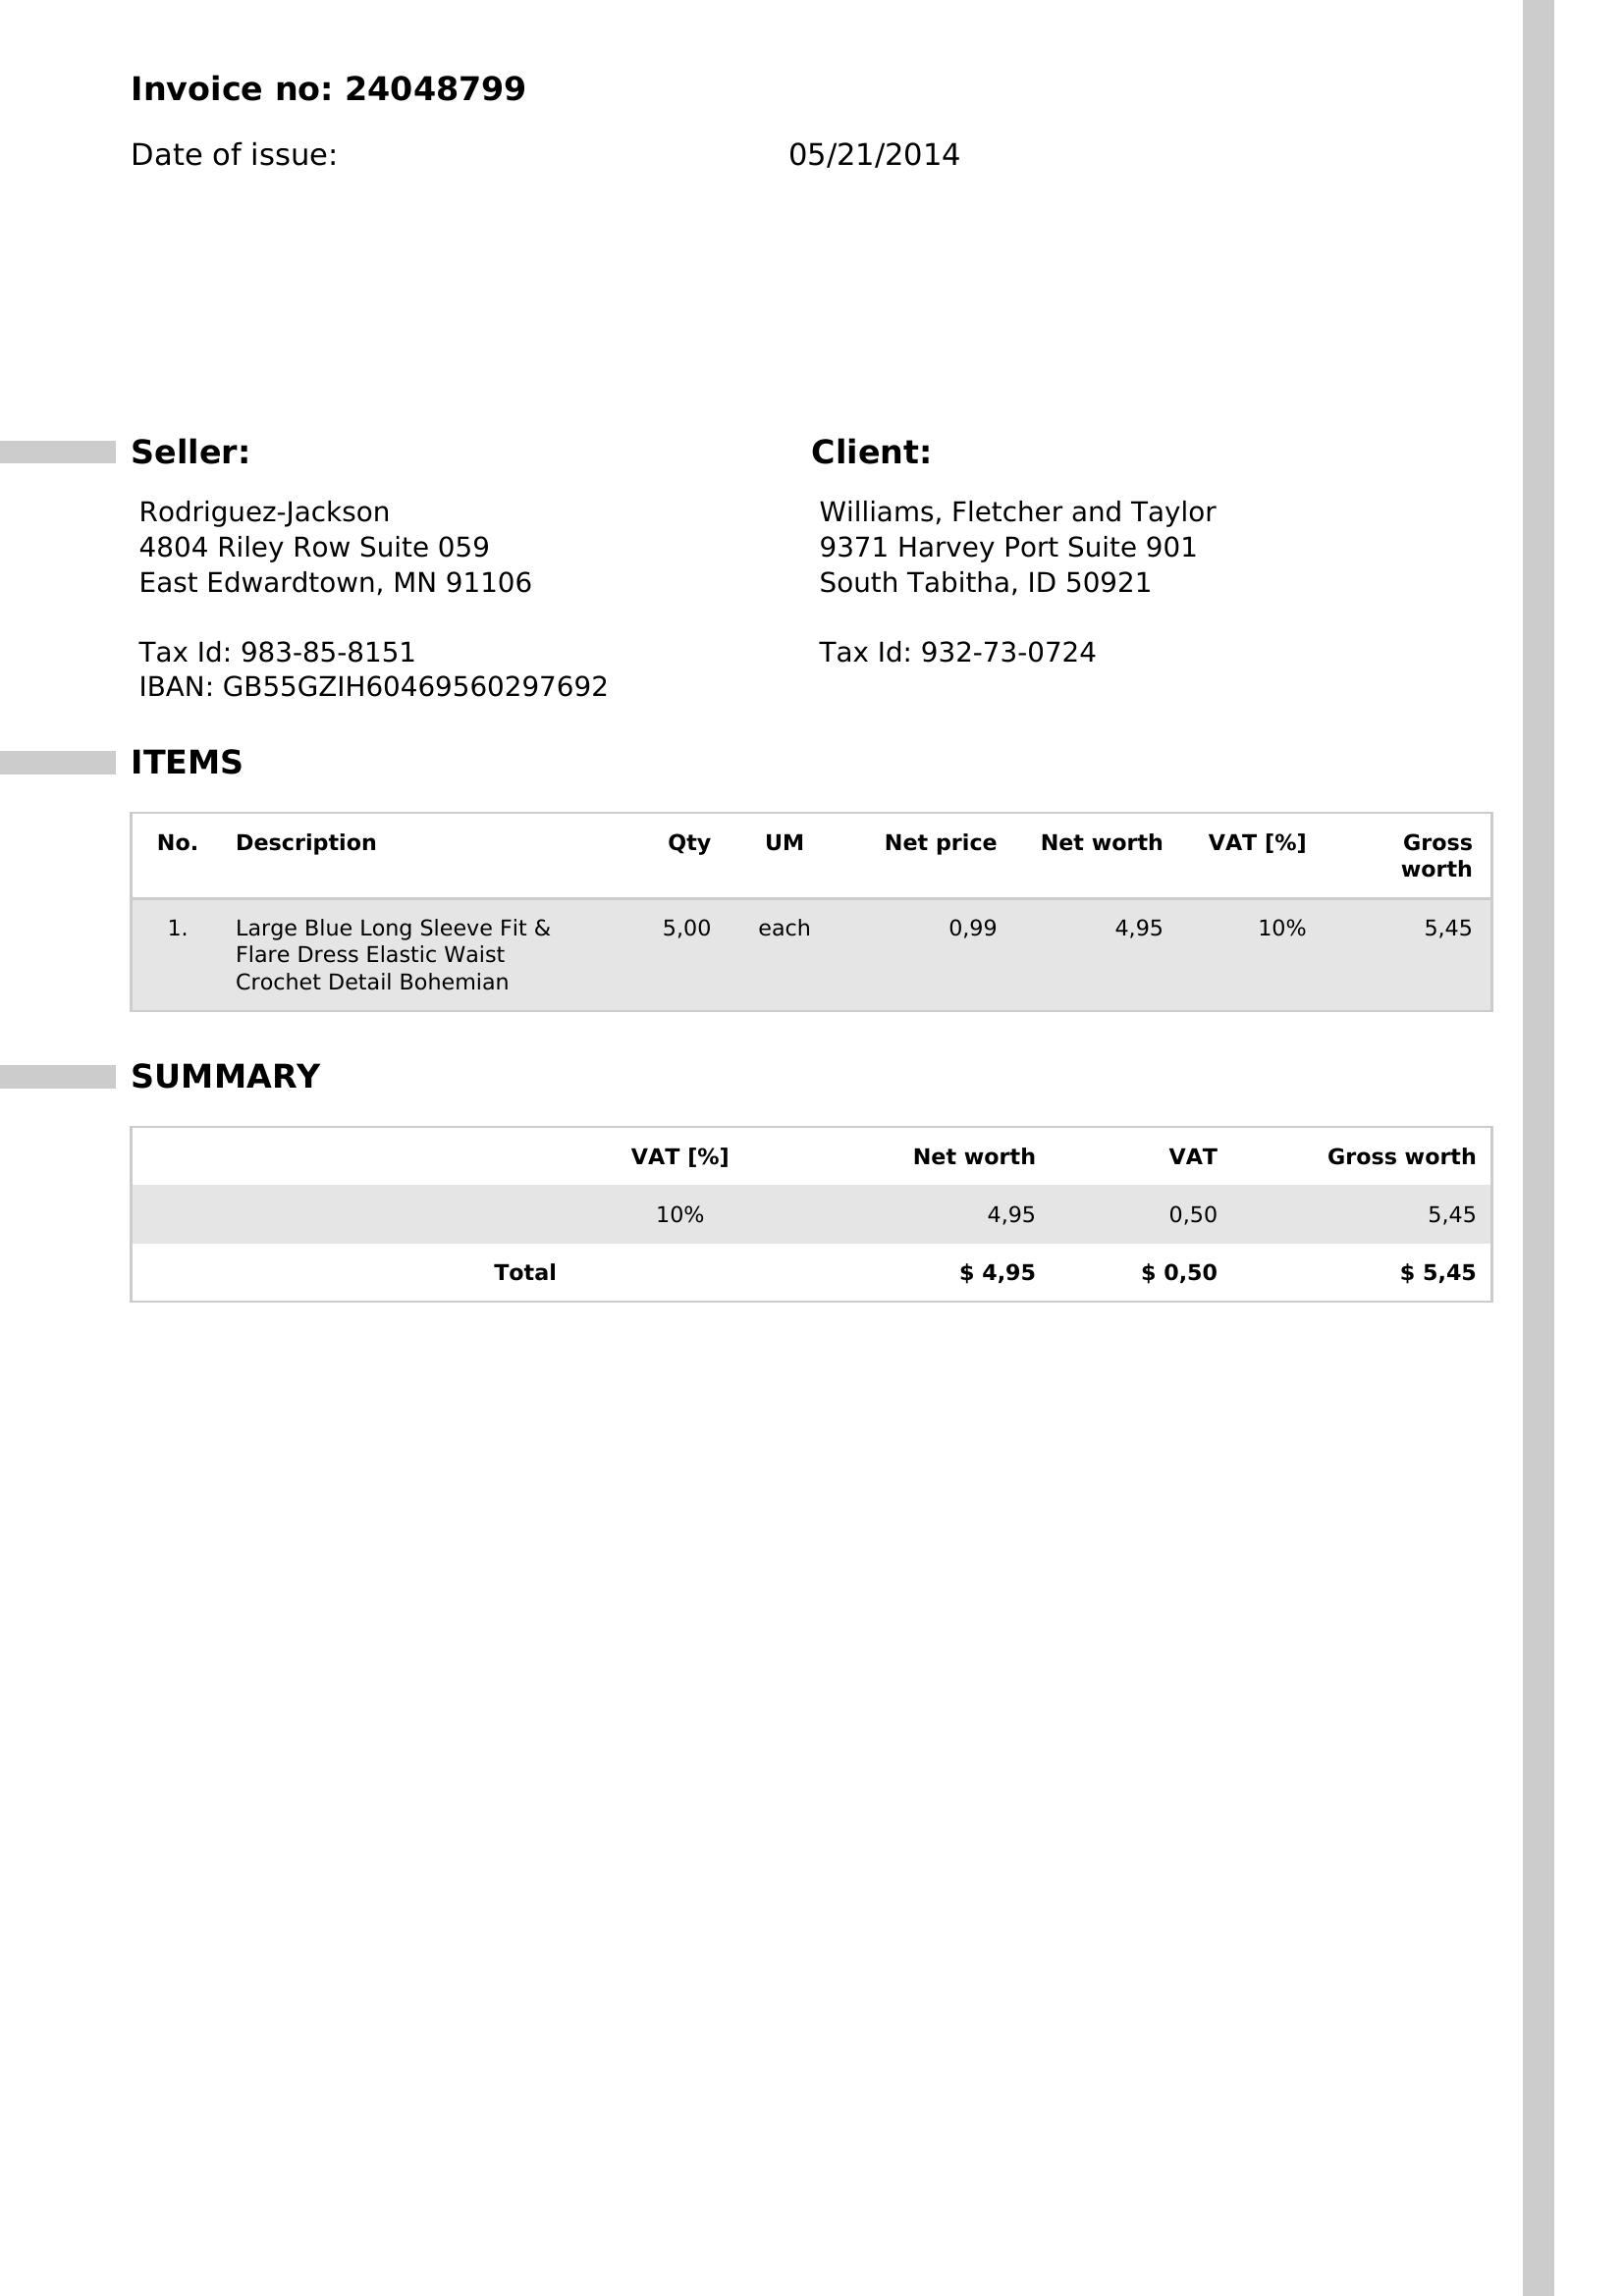 Invoice no: 24048799
Date of issue: 05/21/2014
Seller:
Rodriguez-Jackson
4804 Riley Row Suite 059
East Edwardtown, MN 91106
Tax Id: 983-85-8151
IBAN: GB55GZIH60469560297692
Client:
Williams, Fletcher and Taylor
9371 Harvey Port Suite 901
South Tabitha, ID 50921
Tax Id: 932-73-0724
ITEMS
No. Description Qty UM Net price Net worth VAT [%] Gross
worth
1. Large Blue Long Sleeve Fit & 5,00 each 0,99 4,95 10% 5,45
Flare Dress Elastic Waist
Crochet Detail Bohemian
SUMMARY
VAT [%] Net worth VAT Gross worth
10% 4,95 0,50 5,45
Total $ 4,95 $ 0,50 $ 5,45